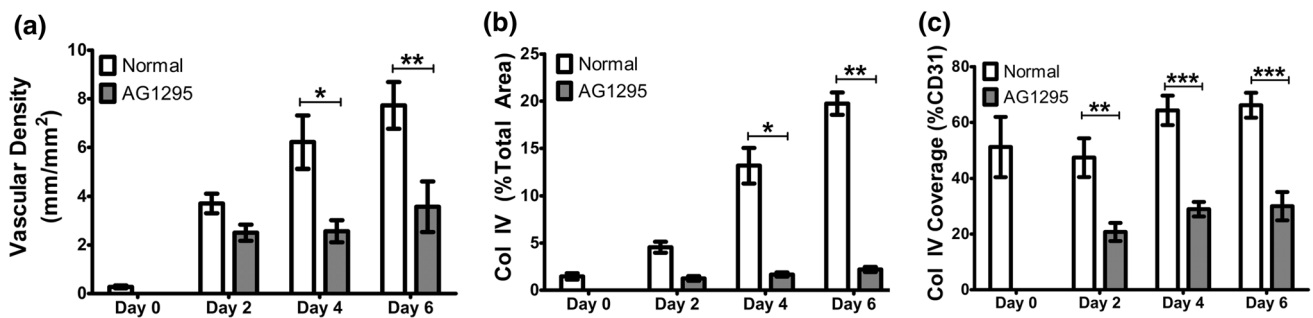 (a)
Vascular Density
(mm/mm²)
10
8
6
4
2
0
Normal
AG1295
*
**
Day 0 Day 2 Day 4 Day 6
(b)
Col IV (%Total Area)
25
20
15
10
5
0
Normal
AG1295
*
**
Day 0 Day 2 Day 4 Day 6
(c)
Col IV Coverage (%CD31)
80
60
40
20
0
Normal
AG1295
**
***
***
Day 0 Day 2 Day 4 Day 6